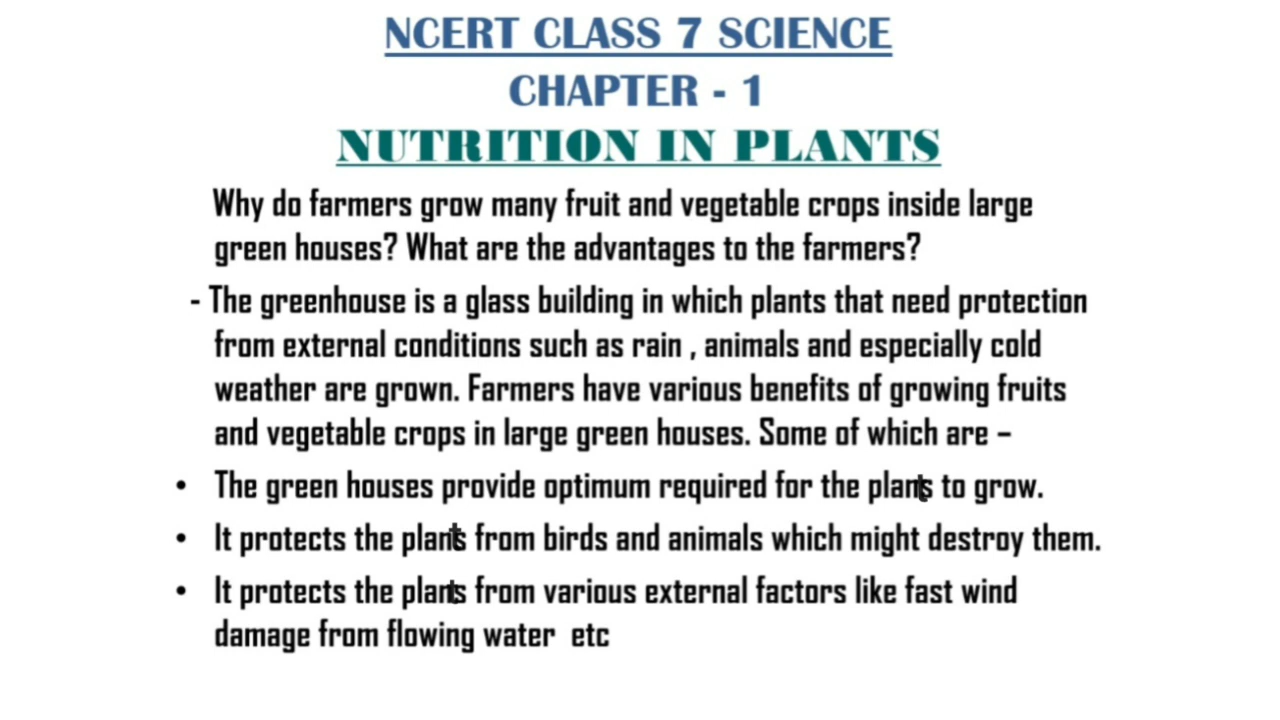 NCERT CLASS 7 SCIENCE
CHAPTER - 1
NUTRITION IN PLANTS
Why do farmers grow many fruit and vegetable crops inside large
green houses? What are the advantages to the farmers?
- The greenhouse is a glass building in which plants that need protection
from external conditions such as rain , animals and especially cold
weather are grown. Farmers have various benefits of growing fruits
and vegetable crops in large green houses. Some of which are –
• The green houses provide optimum required for the plants to grow.
• It protects the plants from birds and animals which might destroy them.
• It protects the plants from various external factors like fast wind
damage from flowing water etc